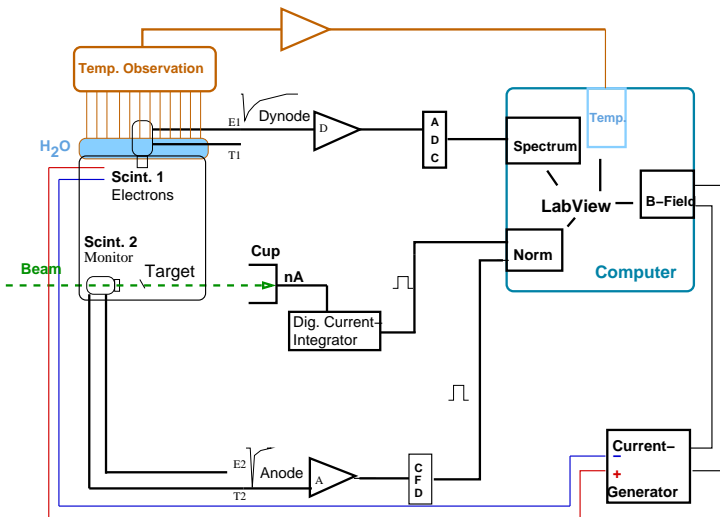 Temp. Observation
E1
Dynode
D
A
D
C
T1
H2O
Temp.
Spectrum
Scint. 1
Electrons
LabView
B−Field
Scint. 2
Monitor
Cup
Norm
Beam
Target
nA
Computer
Dig. Current−
Integrator
E2
Anode
T2
A
C
F
D
Current−
−
+
Generator